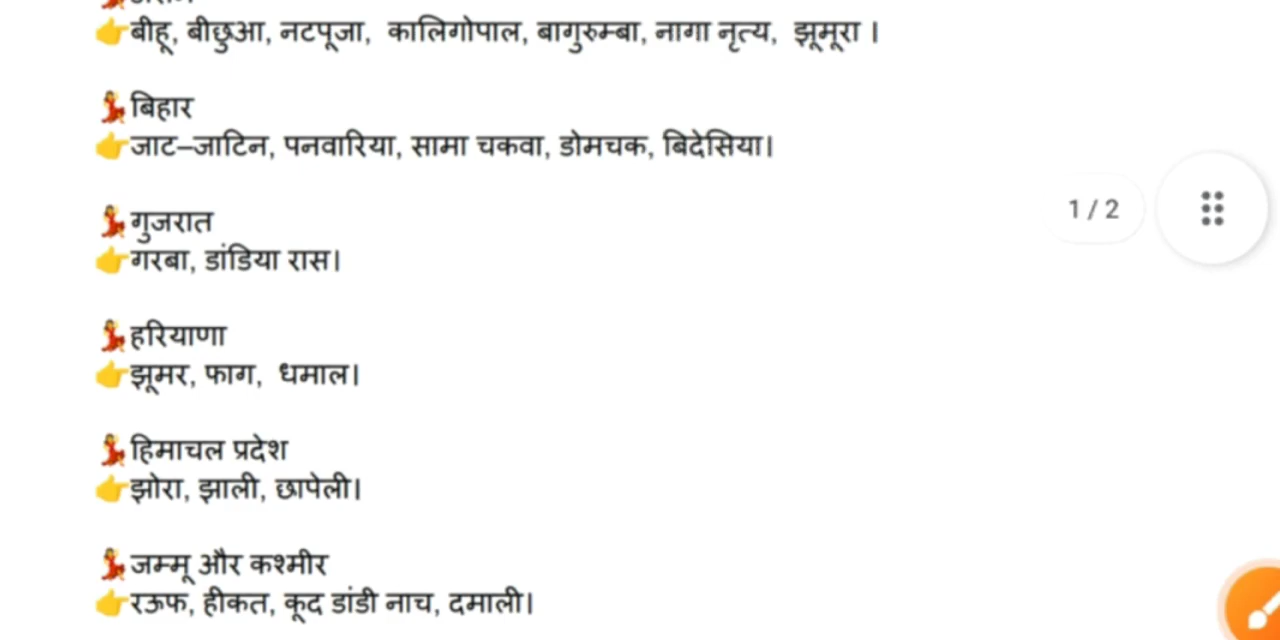 👉बीहू, बीछुआ, नटपूजा, कालिगोपाल, बागुरुम्बा, नागा नृत्य, झूमूरा ।
💃बिहार
👉जाट–जाटिन, पनवारिया, सामा चकवा, डोमचक, बिदेसिया।
💃गुजरात
👉गरबा, डांडिया रास।
1 / 2
💃हरियाणा
👉झूमर, फाग, धमाल।
💃हिमाचल प्रदेश
👉झोरा, झाली, छापेली।
💃जम्मू और कश्मीर
👉रऊफ, हीकत, कूद डांडी नाच, दमाली।